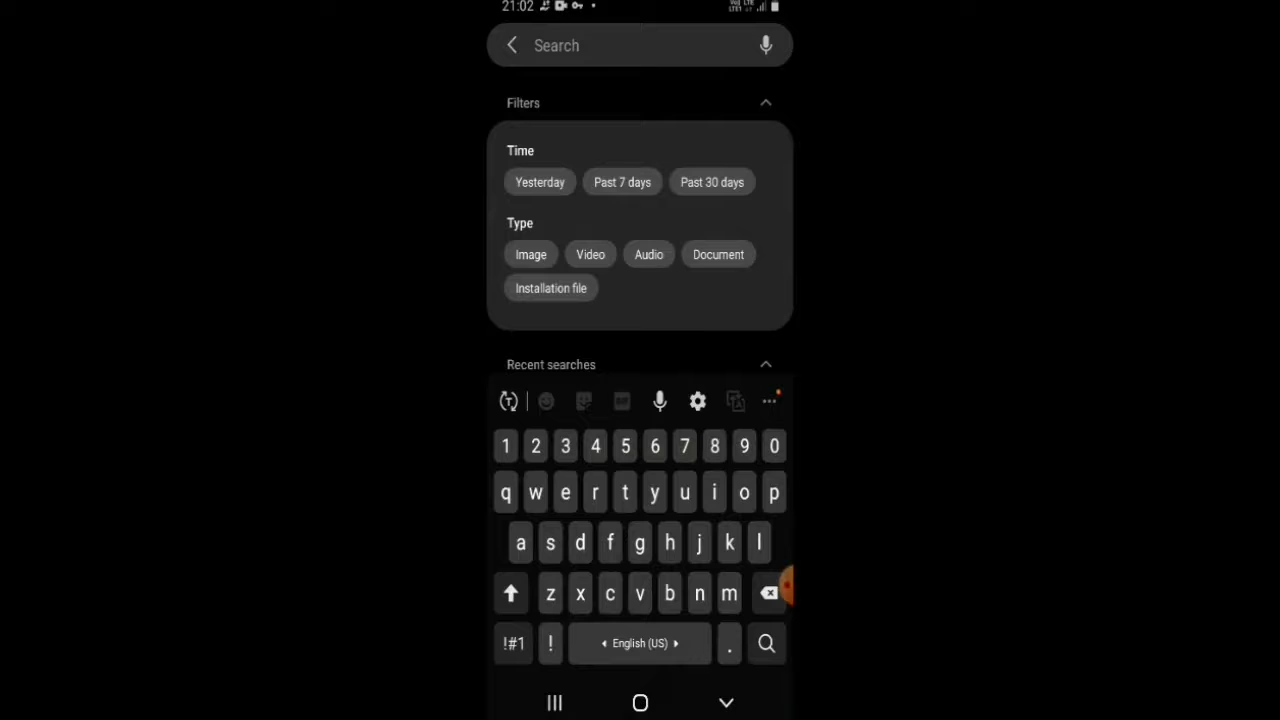 21:02
Search
Filters
Time
Yesterday Past 7 days Past 30 days
Type
Image Video Audio Document
Installation file
Recent searches
1 2 3 4 5 6 7 8 9 0
q w e r t y u i o p
a s d f g h j k l
z x c v b n m
!#1 ! English (US) .